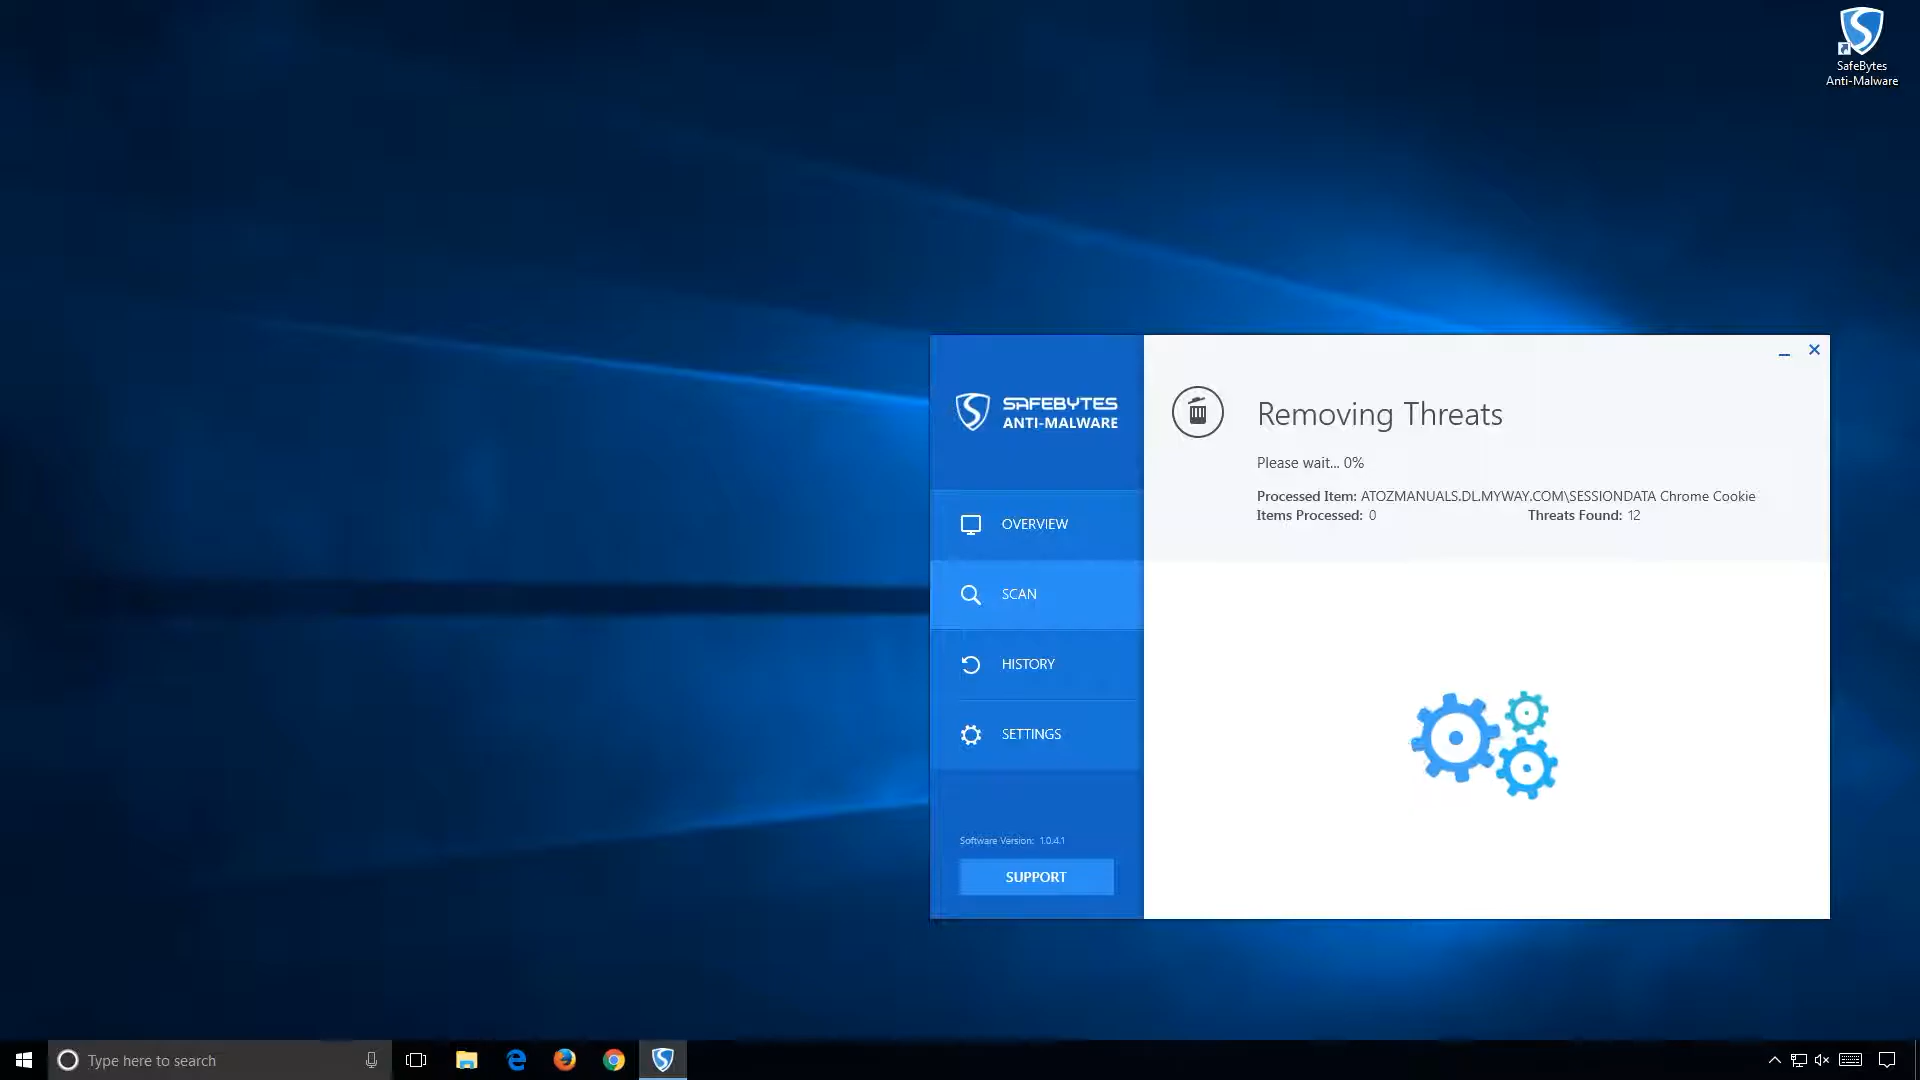 SafeBytes
Anti-Malware
SAFEBYTES
ANTI-MALWARE
OVERVIEW
SCAN
HISTORY
SETTINGS
Software Version: 1.0.4.1
SUPPORT
Removing Threats
Please wait... 0%
Processed Item: ATOZMANUALS.DL.MYWAY.COM\SESSIONDATA Chrome Cookie
Items Processed: 0 Threats Found: 12
Type here to search